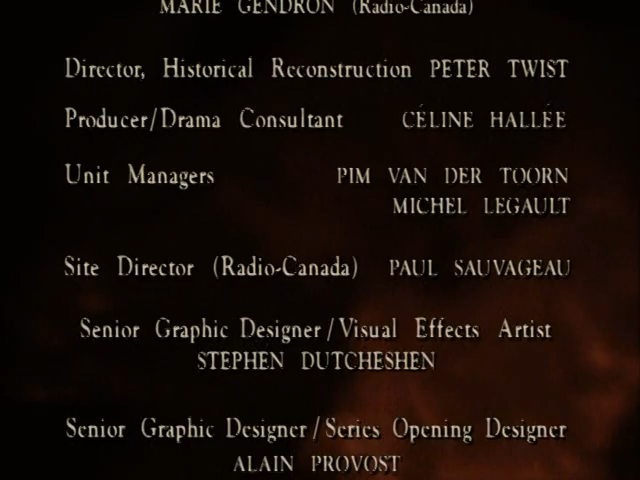 MARIE GENDRON (Radio-Canada)
Director, Historical Reconstruction PETER TWIST
Producer/Drama Consultant CÉLINE HALLÉE
Unit Managers PIM VAN DER TOORN
MICHEL LEGAULT
Site Director (Radio-Canada) PAUL SAUVAGEAU
Senior Graphic Designer/Visual Effects Artist
STEPHEN DUTCHESHEN
Senior Graphic Designer/Series Opening Designer
ALAIN PROVOST